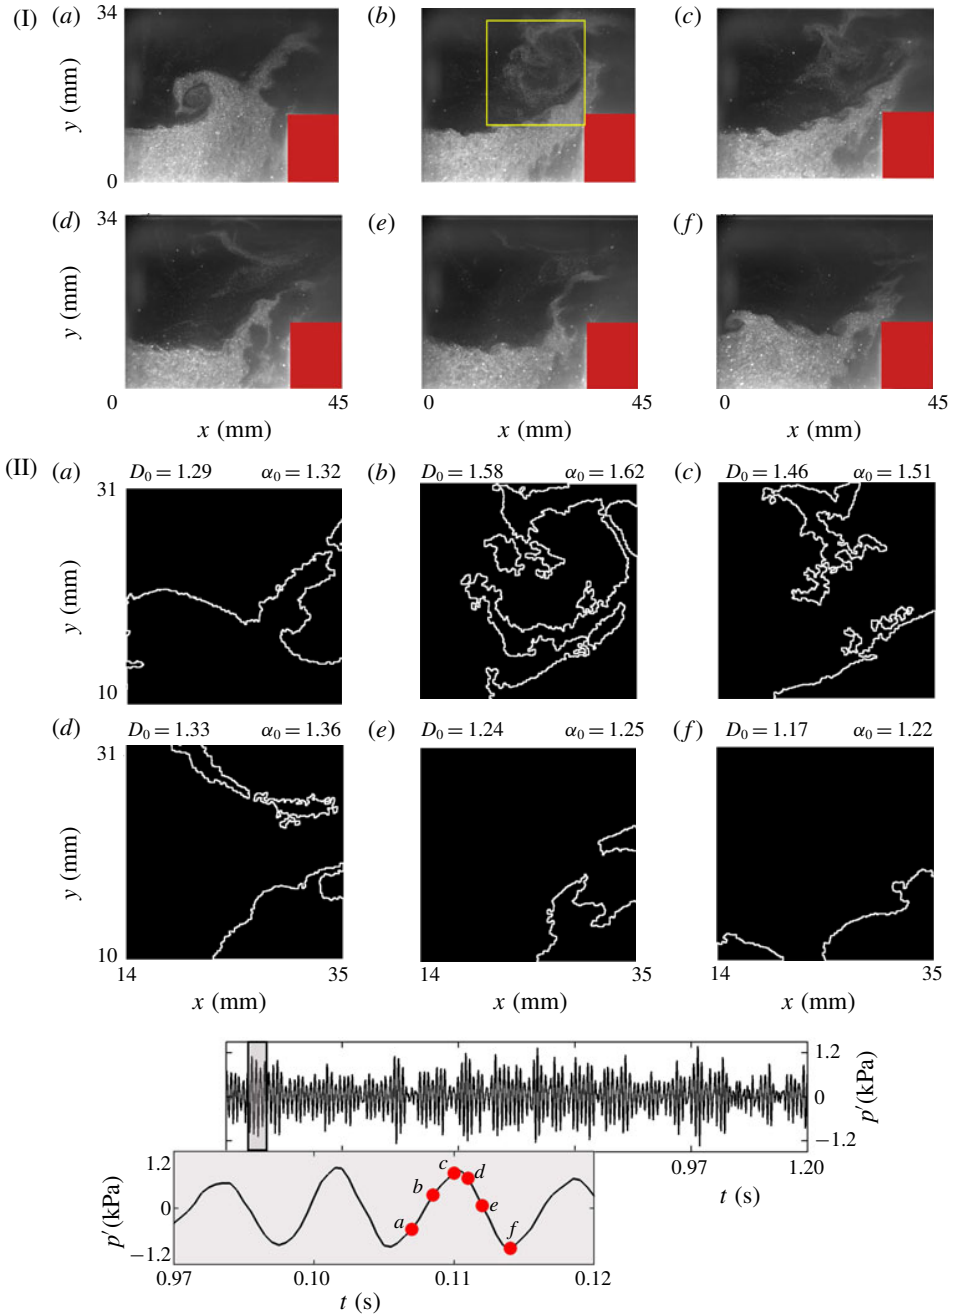 (I) (a) (b) (c)
34
y (mm)
0
(d) (e) (f)
34
y (mm)
0 0 45 0 45
x (mm) x (mm) x (mm)
(II) (a) D₀ = 1.29 α₀ = 1.32 (b) D₀ = 1.58 α₀ = 1.62 (c) D₀ = 1.46 α₀ = 1.51
31
y (mm)
10
(d) D₀ = 1.33 α₀ = 1.36 (e) D₀ = 1.24 α₀ = 1.25 (f) D₀ = 1.17 α₀ = 1.22
31
y (mm)
10
14 35 14 14 35
x (mm) x (mm) x (mm)
1.2
0
−1.2
p′(kPa)
0.97 1.20
t (s)
1.2
0
−1.2
p′(kPa)
a b c d e f
0.97 0.10 0.11 0.12
t (s)